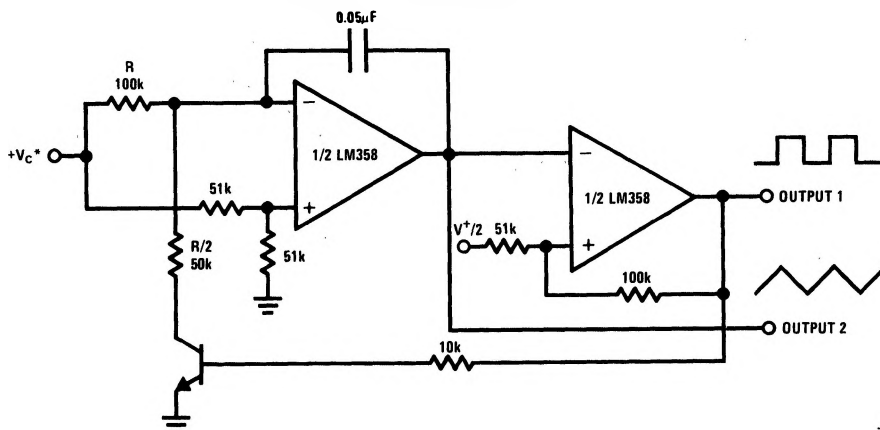 0.05μF
R
100k
+VC*
1/2 LM358
51k
51k
R/2
50k
V+/2
51k
1/2 LM358
100k
OUTPUT 1
OUTPUT 2
10k